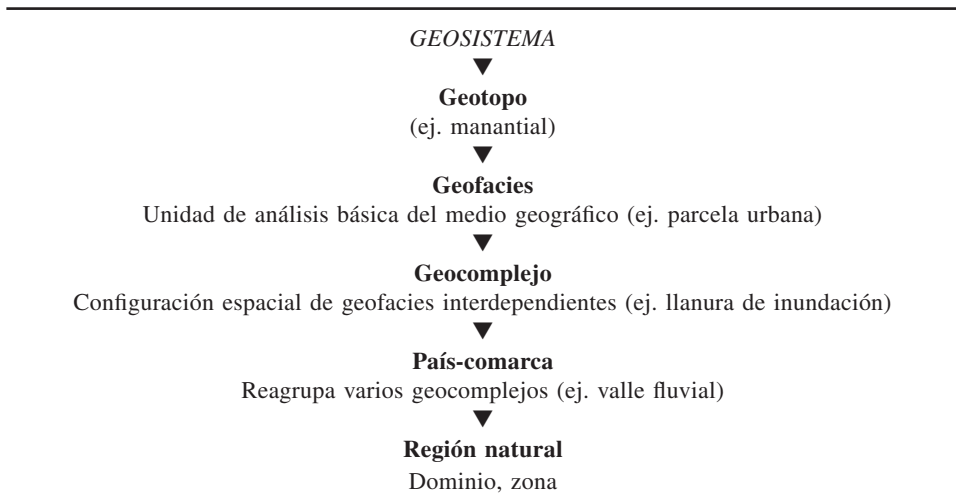 GEOSISTEMA
Geotopo
(ej. manantial)
Geofacies
Unidad de análisis básica del medio geográfico (ej. parcela urbana)
Geocomplejo
Configuración espacial de geofacies interdependientes (ej. llanura de inundación)
País-comarca
Reagrupa varios geocomplejos (ej. valle fluvial)
Región natural
Dominio, zona